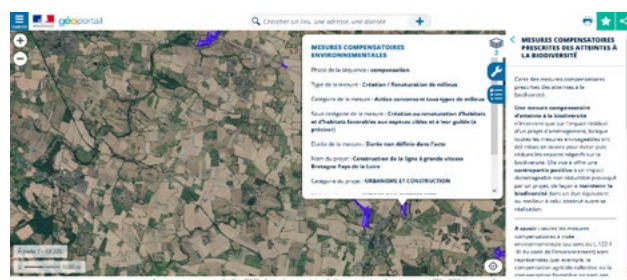 géoportail
Chercher un lieu, une adresse, une donnée
MESURES COMPENSATOIRES
ENVIRONNEMENTALES
Phase de la séquence : compensation
Type de la mesure : Création / Renaturation de milieux
Catégorie de la mesure : Action concernant tous types de milieux
Sous-catégorie de la mesure : Création ou renaturation d'habitats
et d'habitats favorables aux espèces cibles et à leur guilde (à
préciser)
Durée de la mesure : Durée non définie dans l'acte
Nom du projet : Construction de la ligne à grande vitesse
Bretagne Pays de la Loire
Catégorie du projet : URBANISME ET CONSTRUCTION
MESURES COMPENSATOIRES
PRESCRITES DES ATTEINTES À
LA BIODIVERSITÉ
Carte des mesures compensatoires
prescrites des atteintes à la
biodiversité.
Une mesure compensatoire
d'atteinte à la biodiversité
n'intervient que sur l'impact résiduel
d'un projet d'aménagement, lorsque
toutes les mesures envisageables ont
été mises en œuvre pour éviter puis
réduire les impacts négatifs sur la
biodiversité. Elle vise à offrir une
contrepartie positive à un impact
dommageable non réductible provoqué
par un projet, de façon à maintenir la
biodiversité dans un état équivalent
ou meilleur à celui observé avant sa
réalisation.
A savoir : seules les mesures
compensatoires à visée
environnementale (au sens du L.122-1
du code de l'environnement) sont
représentées (par exemple, la
compensation agricole collective ou la